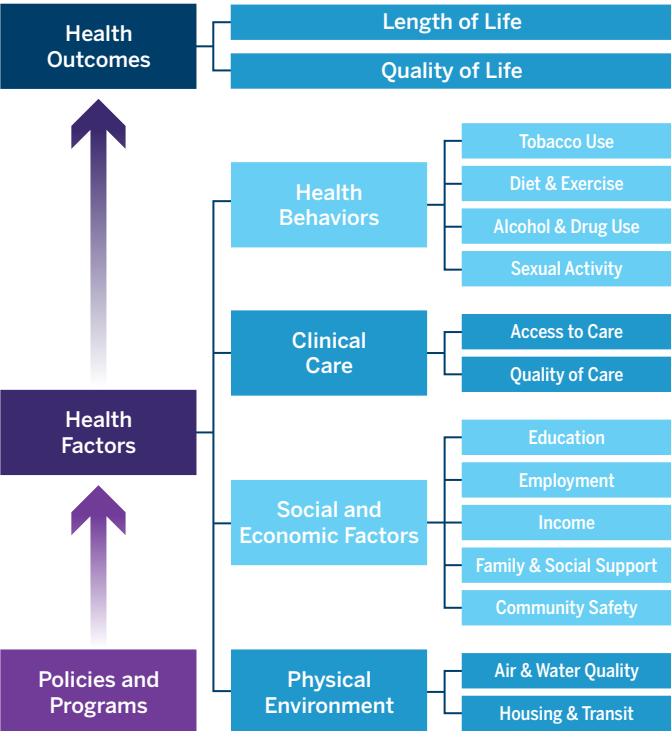 Health
Outcomes
Length of Life
Quality of Life
Health
Behaviors
Tobacco Use
Diet & Exercise
Alcohol & Drug Use
Sexual Activity
Clinical
Care
Access to Care
Quality of Care
Health
Factors
Social and
Economic Factors
Education
Employment
Income
Family & Social Support
Community Safety
Policies and
Programs
Physical
Environment
Air & Water Quality
Housing & Transit